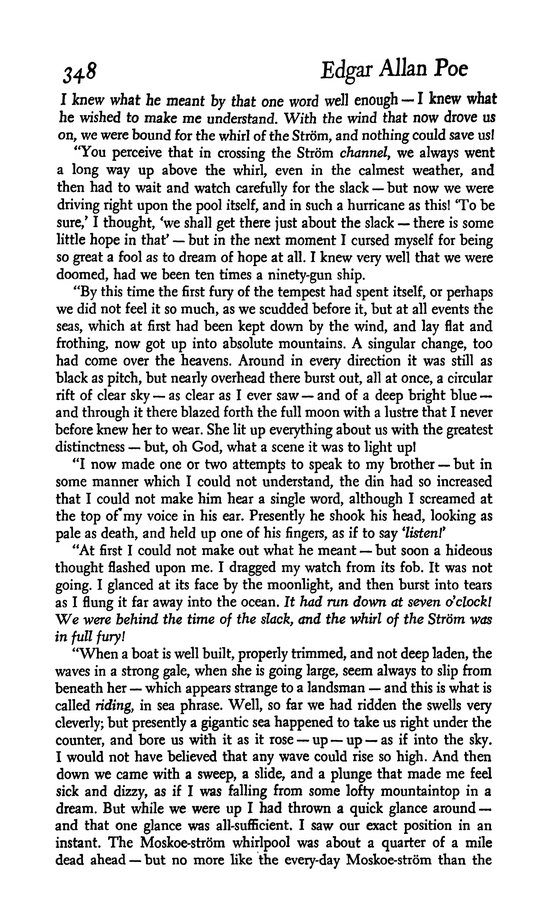 348 Edgar Allan Poe
I knew what he meant by that one word well enough — I knew what
he wished to make me understand. With the wind that now drove us
on, we were bound for the whirl of the Ström, and nothing could save us!
"You perceive that in crossing the Ström channel, we always went
a long way up above the whirl, even in the calmest weather, and
then had to wait and watch carefully for the slack — but now we were
driving right upon the pool itself, and in such a hurricane as this! 'To be
sure,' I thought, 'we shall get there just about the slack — there is some
little hope in that' — but in the next moment I cursed myself for being
so great a fool as to dream of hope at all. I knew very well that we were
doomed, had we been ten times a ninety-gun ship.
"By this time the first fury of the tempest had spent itself, or perhaps
we did not feel it so much, as we scudded before it, but at all events the
seas, which at first had been kept down by the wind, and lay flat and
frothing, now got up into absolute mountains. A singular change, too
had come over the heavens. Around in every direction it was still as
black as pitch, but nearly overhead there burst out, all at once, a circular
rift of clear sky — as clear as I ever saw — and of a deep bright blue —
and through it there blazed forth the full moon with a lustre that I never
before knew her to wear. She lit up everything about us with the greatest
distinctness — but, oh God, what a scene it was to light up!
"I now made one or two attempts to speak to my brother — but in
some manner which I could not understand, the din had so increased
that I could not make him hear a single word, although I screamed at
the top of my voice in his ear. Presently he shook his head, looking as
pale as death, and held up one of his fingers, as if to say 'listen!'
"At first I could not make out what he meant — but soon a hideous
thought flashed upon me. I dragged my watch from its fob. It was not
going. I glanced at its face by the moonlight, and then burst into tears
as I flung it far away into the ocean. It had run down at seven o'clock!
We were behind the time of the slack, and the whirl of the Ström was
in full fury!
"When a boat is well built, properly trimmed, and not deep laden, the
waves in a strong gale, when she is going large, seem always to slip from
beneath her — which appears strange to a landsman — and this is what is
called riding, in sea phrase. Well, so far we had ridden the swells very
cleverly; but presently a gigantic sea happened to take us right under the
counter, and bore us with it as it rose — up — up — as if into the sky.
I would not have believed that any wave could rise so high. And then
down we came with a sweep, a slide, and a plunge that made me feel
sick and dizzy, as if I was falling from some lofty mountaintop in a
dream. But while we were up I had thrown a quick glance around —
and that one glance was all-sufficient. I saw our exact position in an
instant. The Moskoe-ström whirlpool was about a quarter of a mile
dead ahead — but no more like the every-day Moskoe-ström than the